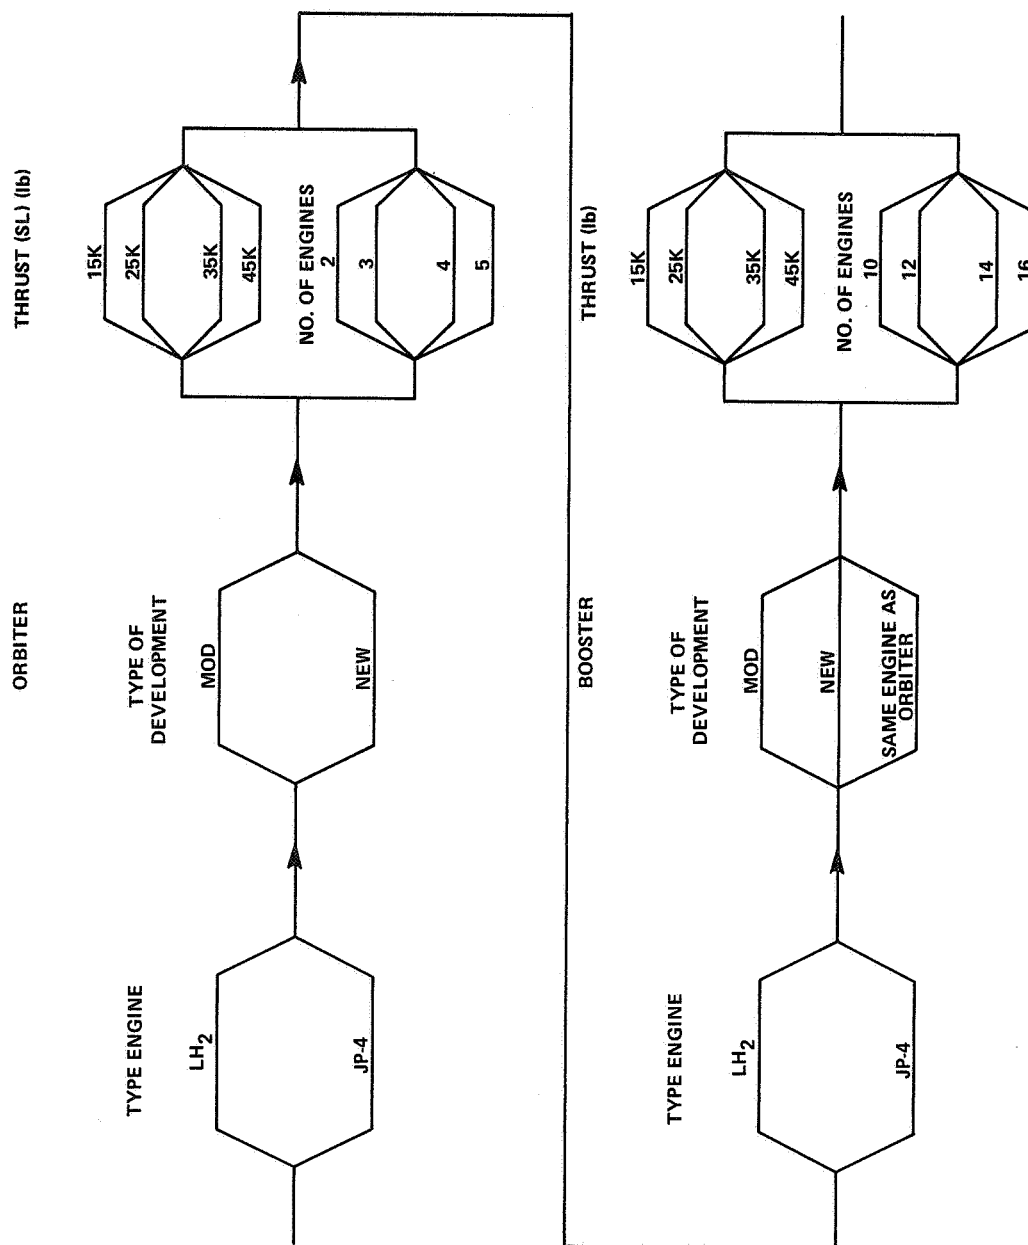 ORBITER
TYPE ENGINE
LH2
JP-4
TYPE OF
DEVELOPMENT
MOD
NEW
THRUST (SL) (lb)
15K
25K
35K
45K
NO. OF ENGINES
2
3
4
5
BOOSTER
TYPE ENGINE
LH2
JP-4
TYPE OF
DEVELOPMENT
MOD
NEW
SAME ENGINE AS
ORBITER
THRUST (lb)
15K
25K
35K
45K
NO. OF ENGINES
10
12
14
16